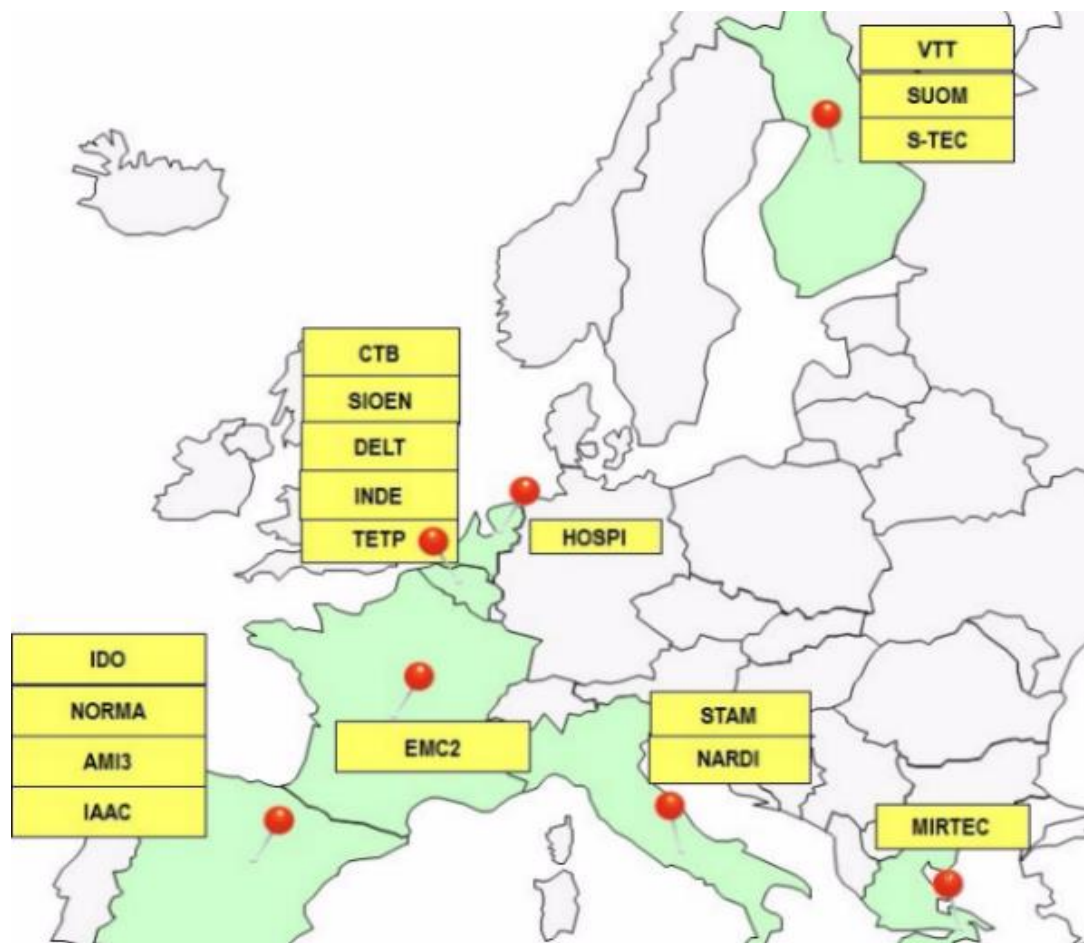 VTT
SUOM
S-TEC
CTB
SIOEN
DELT
INDE
TETP
HOSPI
IDO
NORMA
AMI3
IAAC
EMC2
STAM
NARDI
MIRTEC